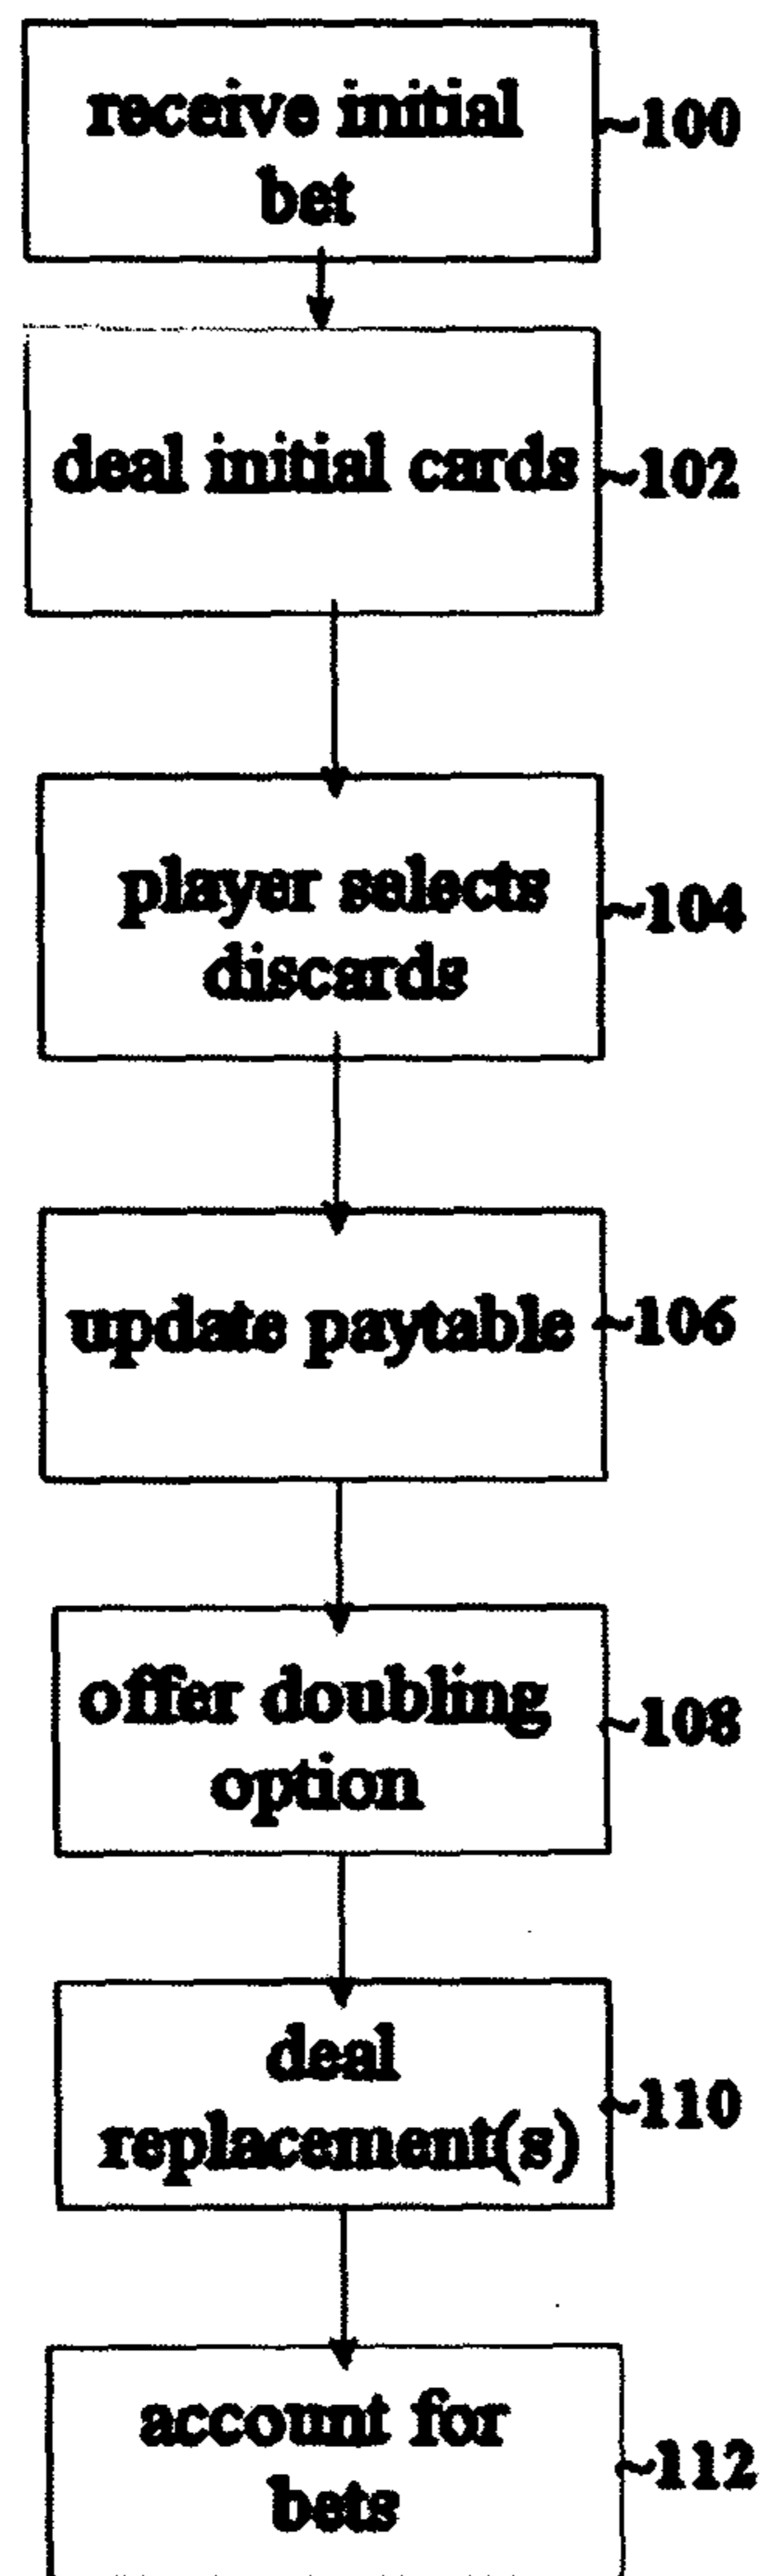 receive initial
bet
~100
deal initial cards
~102
player selects
discards
~104
update paytable
~106
offer doubling
option
~108
deal
replacement(s)
~110
account for
bets
~112